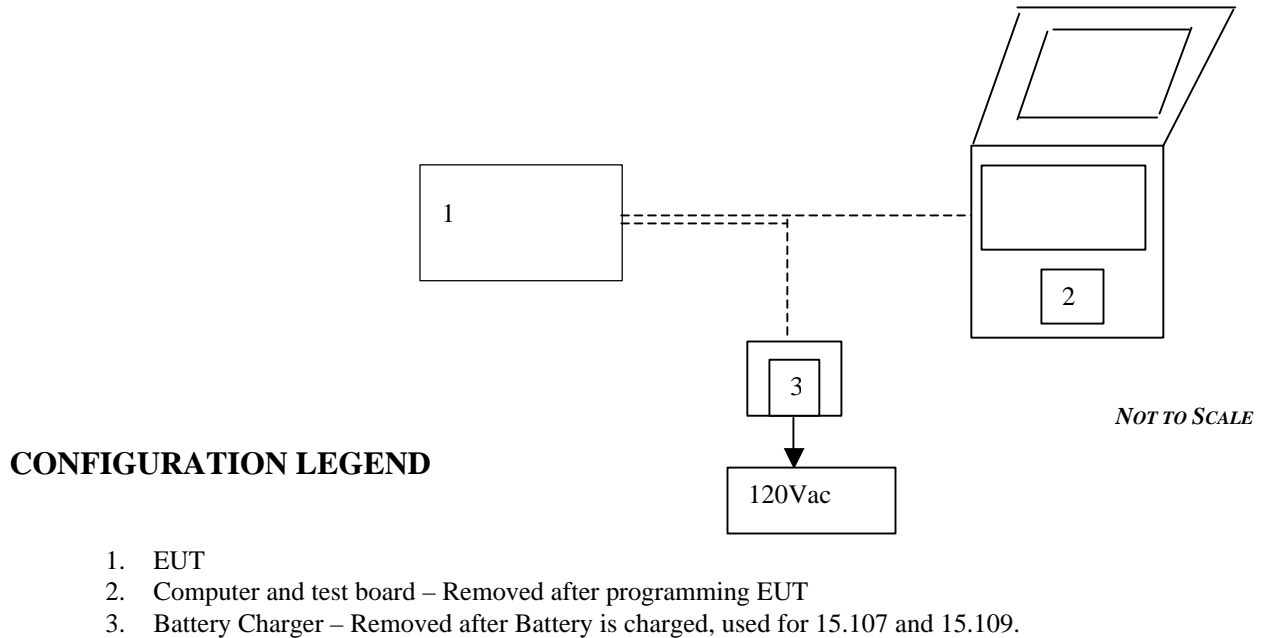 1
2
3
NOT TO SCALE
CONFIGURATION LEGEND
120Vac
1. EUT
2. Computer and test board – Removed after programming EUT
3. Battery Charger – Removed after Battery is charged, used for 15.107 and 15.109.